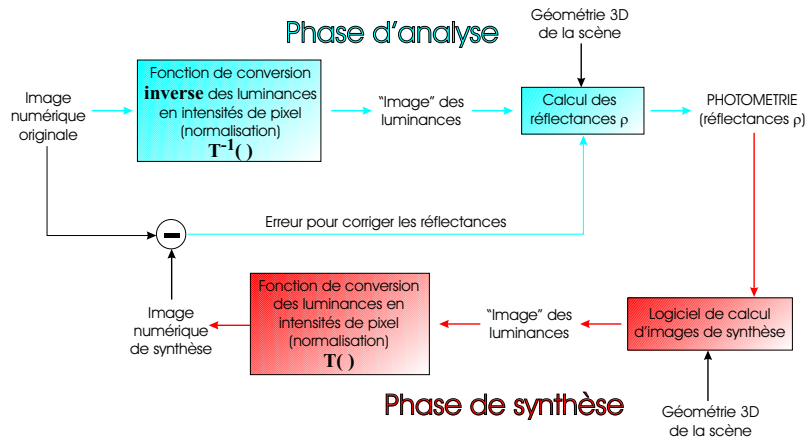 Phase d'analyse
Géométrie 3D
de la scène
Image
numérique
originale
Fonction de conversion
inverse des luminances
en intensités de pixel
(normalisation)
T⁻¹( )
"Image" des
luminances
Calcul des
réflectances ρ
PHOTOMETRIE
(réflectances ρ)
Erreur pour corriger les réflectances
Image
numérique
de synthèse
Fonction de conversion
des luminances en
intensités de pixel
(normalisation)
T( )
"Image" des
luminances
Logiciel de calcul
d'images de synthèse
Phase de synthèse
Géométrie 3D
de la scène